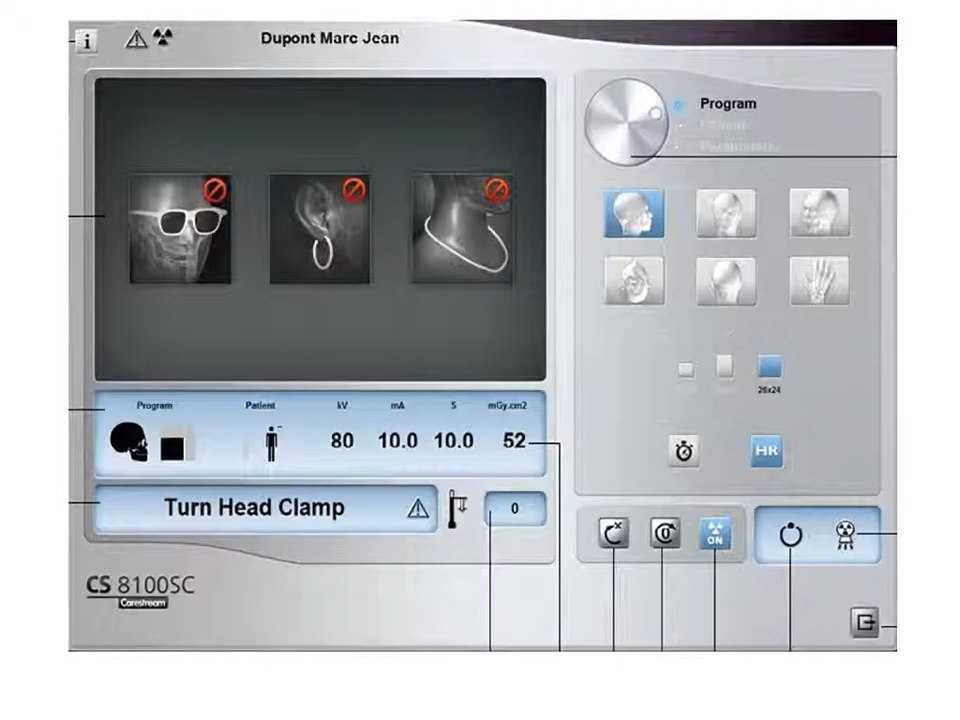 i
Dupont Marc Jean
Program
26x24
HR
Program Patient kV mA S mGy.cm2
80 10.0 10.0 52
Turn Head Clamp
0
0
ON
CS 8100SC
Carestream